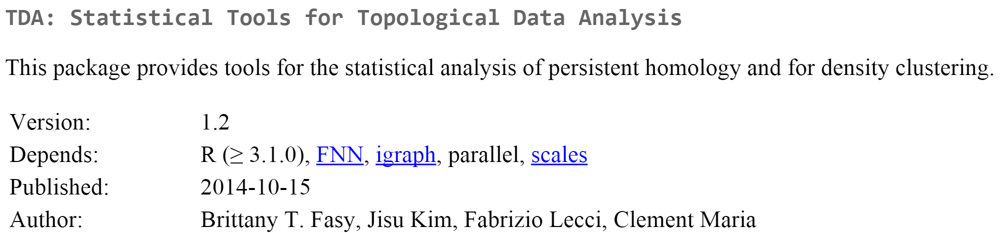 TDA: Statistical Tools for Topological Data Analysis
This package provides tools for the statistical analysis of persistent homology and for density clustering.
Version: 1.2
Depends: R (≥ 3.1.0), FNN, igraph, parallel, scales
Published: 2014-10-15
Author: Brittany T. Fasy, Jisu Kim, Fabrizio Lecci, Clement Maria